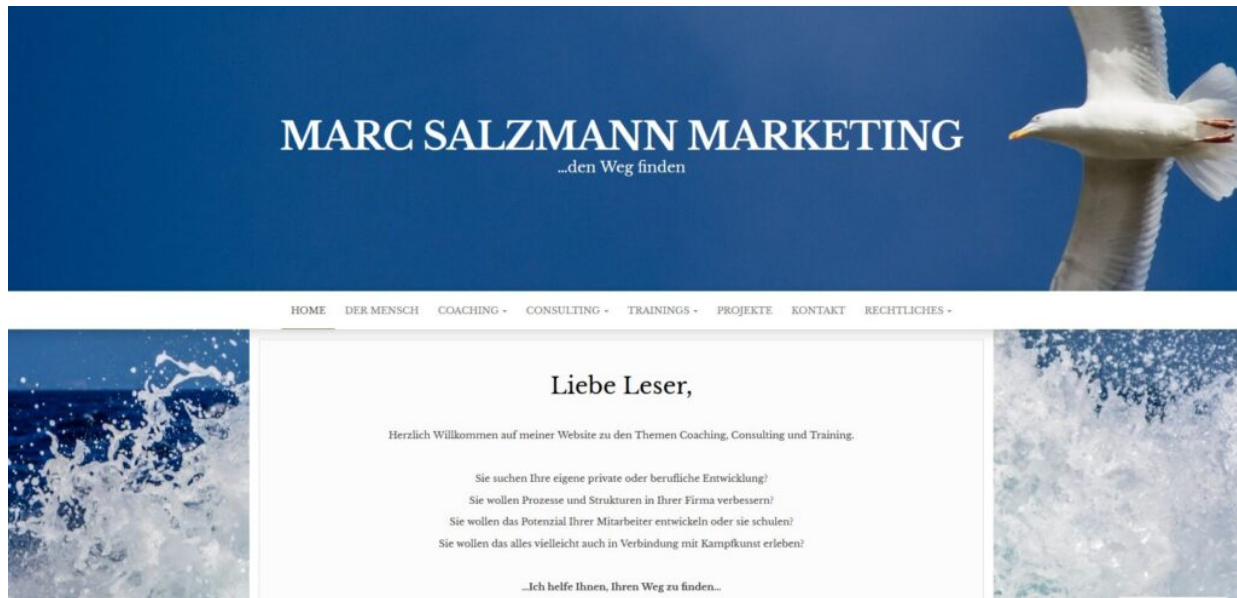 MARC SALZMANN MARKETING
...den Weg finden
HOME DER MENSCH COACHING CONSULTING TRAININGS PROJEKTE KONTAKT RECHTLICHES
Liebe Leser,
Herzlich Willkommen auf meiner Website zu den Themen Coaching, Consulting und Training.
Sie suchen Ihre eigene private oder berufliche Entwicklung?
Sie wollen Prozesse und Strukturen in Ihrer Firma verbessern?
Sie wollen das Potenzial Ihrer Mitarbeiter entwickeln oder sie schulen?
Sie wollen das alles vielleicht auch in Verbindung mit Kampfkunst erleben?
...Ich helfe Ihnen, Ihren Weg zu finden...